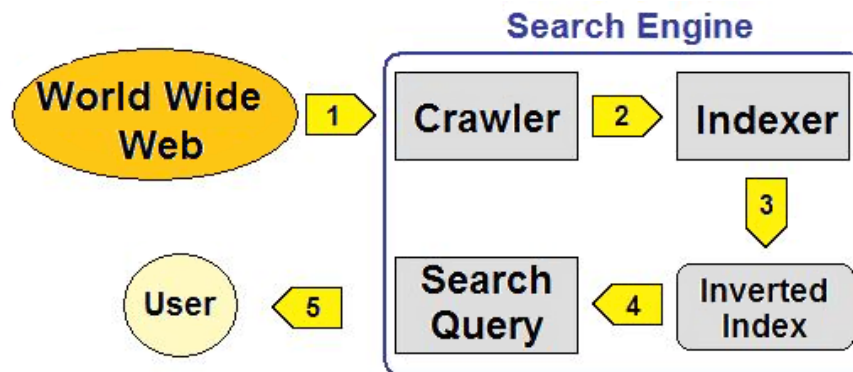 Search Engine
World Wide
Web
1
Crawler
2
Indexer
3
Inverted
Index
4
Search
Query
5
User